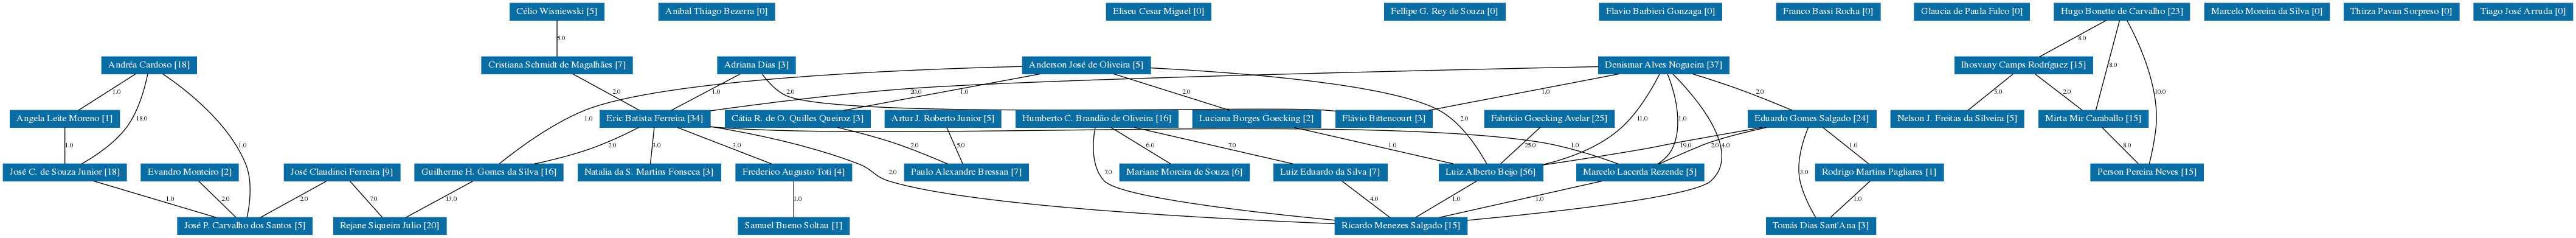 Célio Wisniewski [5]
Anibal Thiago Bezerra [0]
Eliseu Cesar Miguel [0]
Fellipe G. Rey de Souza [0]
Flavio Barbieri Gonzaga [0]
Franco Bassi Rocha [0]
Glaucia de Paula Falco [0]
Hugo Bonette de Carvalho [23]
Marcelo Moreira da Silva [0]
Thirza Pavan Sorpreso [0]
Tiago José Arruda [0]
5.0
8.0
Andréa Cardoso [18]
Cristiana Schmidt de Magalhães [7]
Adriana Dias [3]
Anderson José de Oliveira [5]
Denismar Alves Nogueira [37]
Ihosvany Camps Rodríguez [15]
8.0
1.0
2.0
1.0
2.0
20.0
1.0
2.0
1.0
2.0
5.0
2.0
10.0
Angela Leite Moreno [1]
Eric Batista Ferreira [34]
Cátia R. de O. Quilles Queiroz [3]
Artur J. Roberto Junior [5]
Humberto C. Brandão de Oliveira [16]
Luciana Borges Goecking [2]
Flávio Bittencourt [3]
Fabrício Goecking Avelar [25]
Eduardo Gomes Salgado [24]
Nelson J. Freitas da Silveira [5]
Mirta Mir Caraballo [15]
18.0
1.0
2.0
11.0
1.0
1.0
1.0
2.0
3.0
3.0
2.0
5.0
6.0
7.0
1.0
25.0
1.0
19.0
2.0
4.0
1.0
8.0
José C. de Souza Junior [18]
Evandro Monteiro [2]
José Claudinei Ferreira [9]
Guilherme H. Gomes da Silva [16]
Natalia da S. Martins Fonseca [3]
Frederico Augusto Toti [4]
Paulo Alexandre Bressan [7]
Mariane Moreira de Souza [6]
Luiz Eduardo da Silva [7]
Luiz Alberto Beijo [56]
Marcelo Lacerda Rezende [5]
Rodrigo Martins Pagliares [1]
Person Pereira Neves [15]
2.0
7.0
3.0
1.0
2.0
2.0
7.0
13.0
1.0
4.0
1.0
1.0
1.0
José P. Carvalho dos Santos [5]
Rejane Siqueira Julio [20]
Samuel Bueno Soltau [1]
Ricardo Menezes Salgado [15]
Tomás Dias Sant'Ana [3]